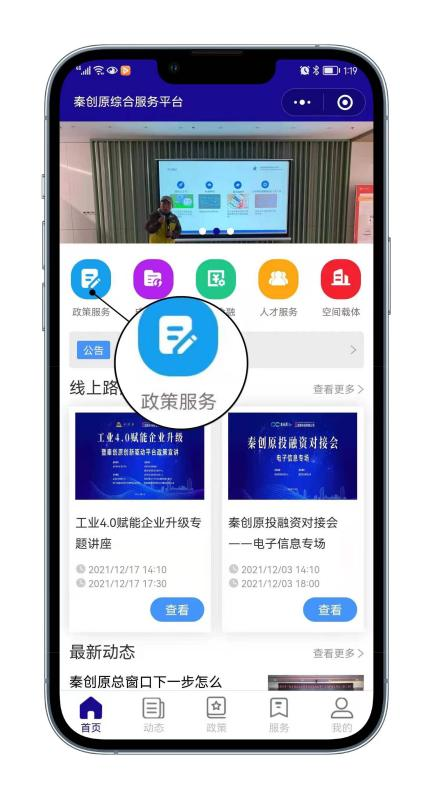 1:19
秦创原综合服务平台
政策服务
人才服务
空间载体
政策服务
公告
线上路
查看更多
工业4.0赋能企业升级
暨秦创原创新驱动平台政策宣讲
秦创原投融资对接会
电子信息专场
工业4.0赋能企业升级专
题讲座
2021/12/17 14:10
2021/12/17 17:30
查看
秦创原投融资对接会
——电子信息专场
2021/12/03 14:10
2021/12/03 18:00
查看
最新动态
查看更多
秦创原总窗口下一步怎么
首页
动态
政策
服务
我的